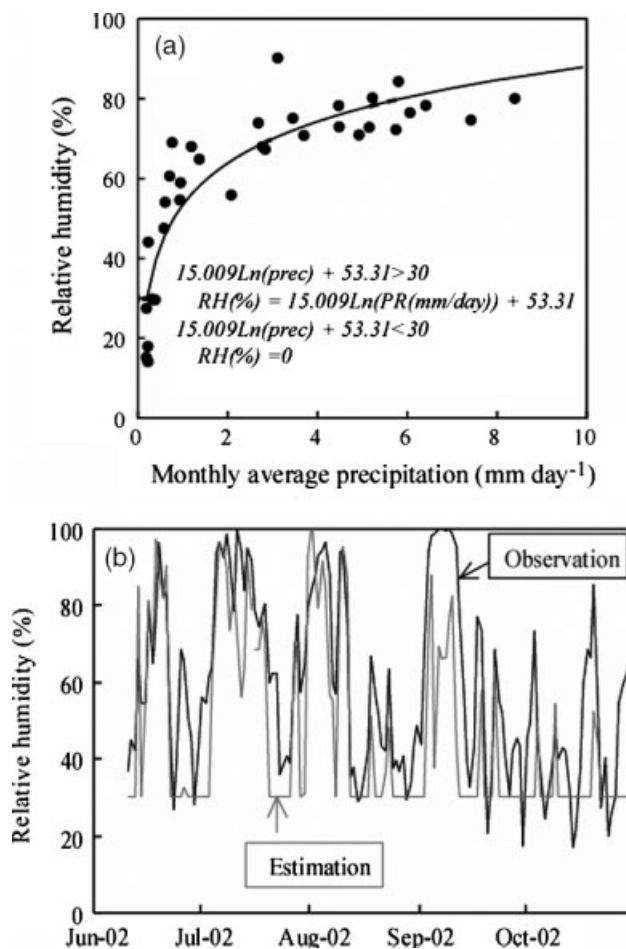 (a)
100
80
60
40
20
0
Relative humidity (%)
15.009Ln(prec) + 53.31>30
RH(%) = 15.009Ln(PR(mm/day)) + 53.31
15.009Ln(prec) + 53.31<30
RH(%) =0
0 2 4 6 8 10
Monthly average precipitation (mm day-1)
(b)
100
80
60
40
20
0
Relative humidity (%)
Observation
Estimation
Jun-02 Jul-02 Aug-02 Sep-02 Oct-02